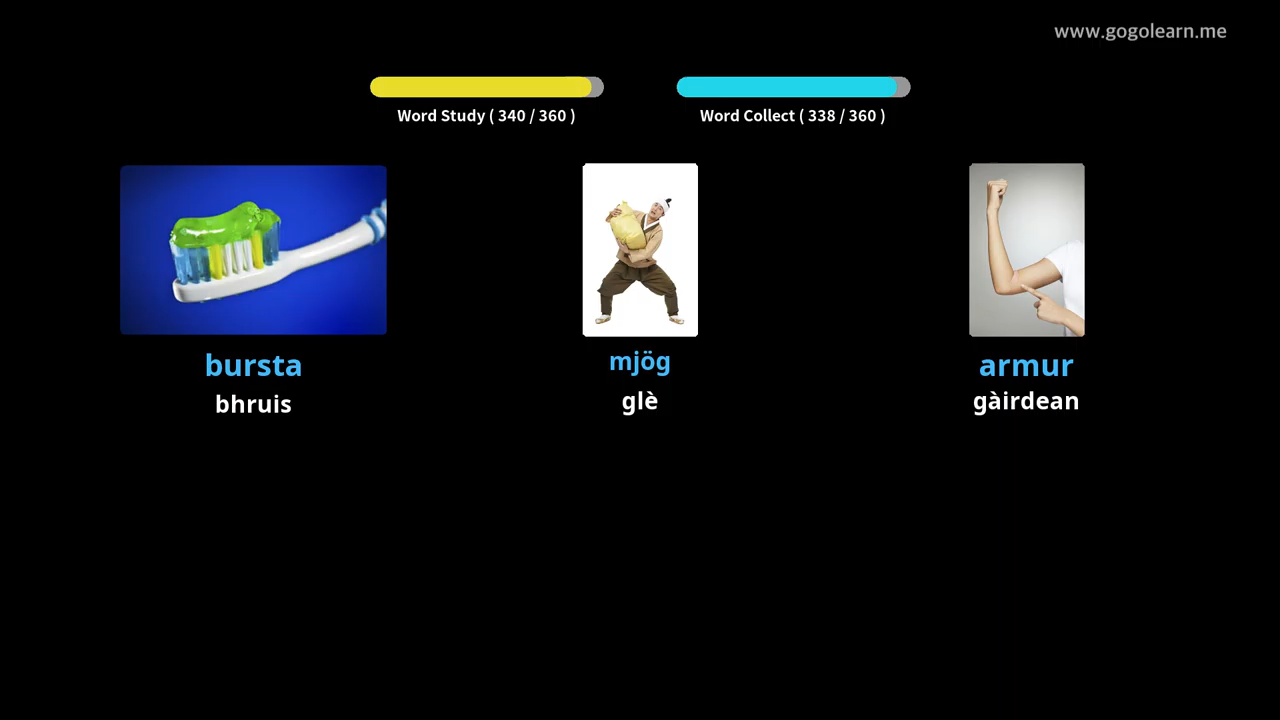 www.gogolearn.me
Word Study ( 340 / 360 )
Word Collect ( 338 / 360 )
bursta
bhruis
mjög
glè
armur
gàirdean